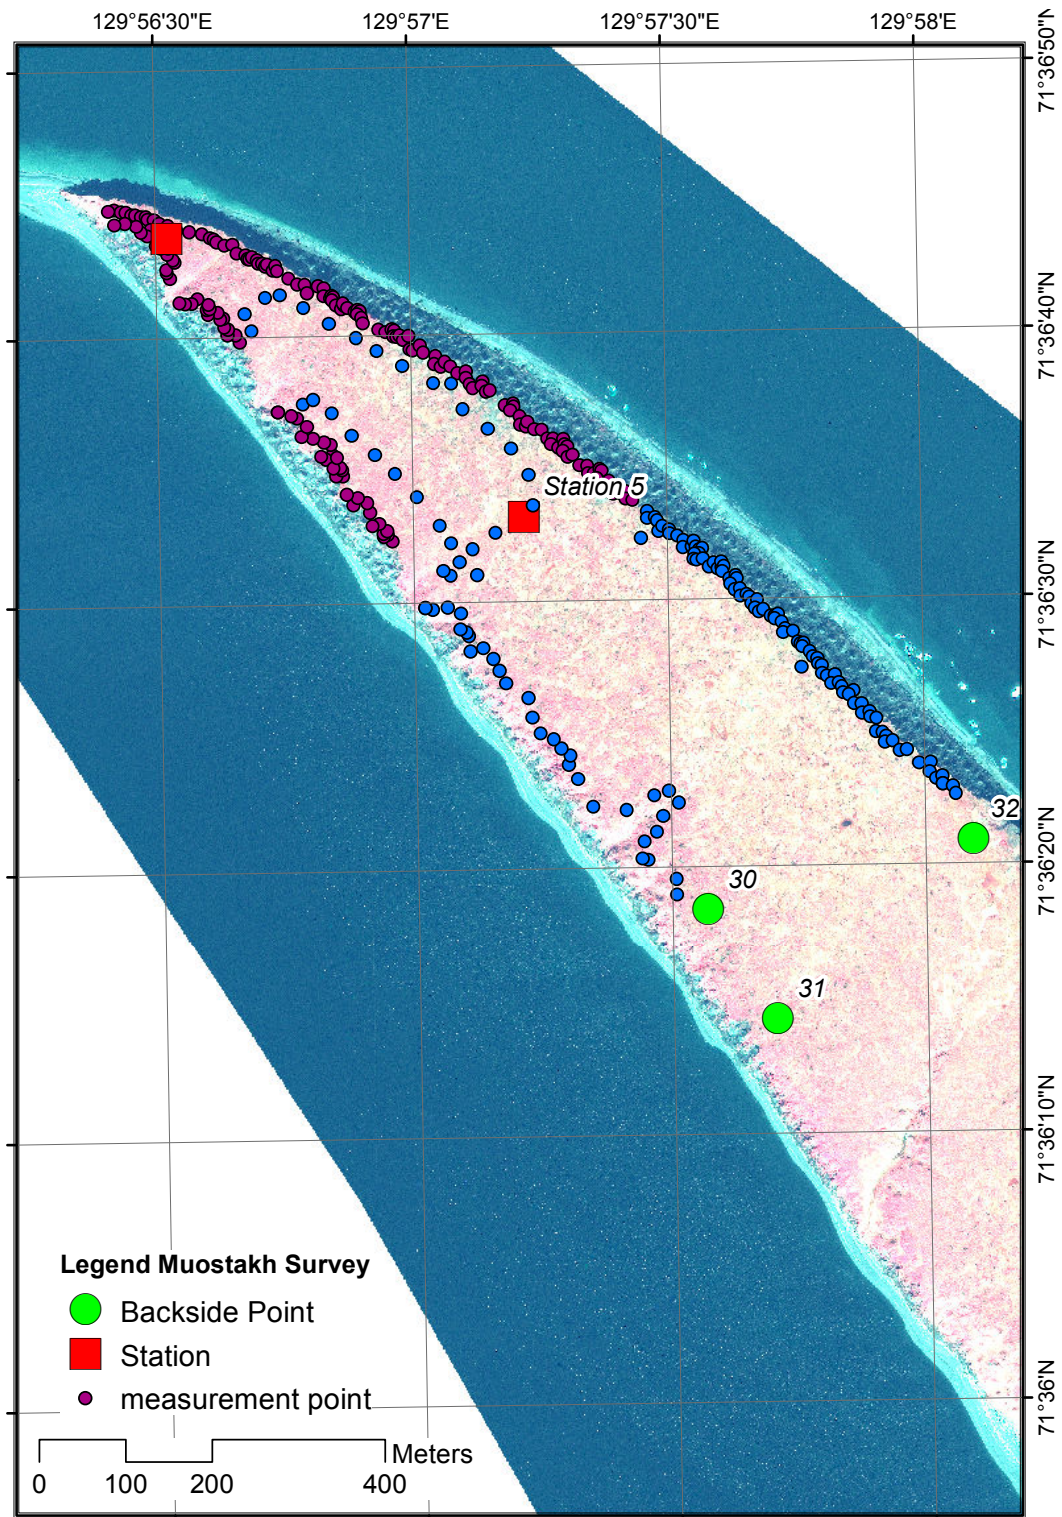 129°56'30"E 129°57' 129°57'30"E 129°58'
71°36'50"N
71°36'40"N
Station 5
71°36'30"N
32
71°36'20"N
30
31
71°36'10"N
71°36'N
Legend Muostakh Survey
Backside Point
Station
measurement point
Meters
0 100 200 400